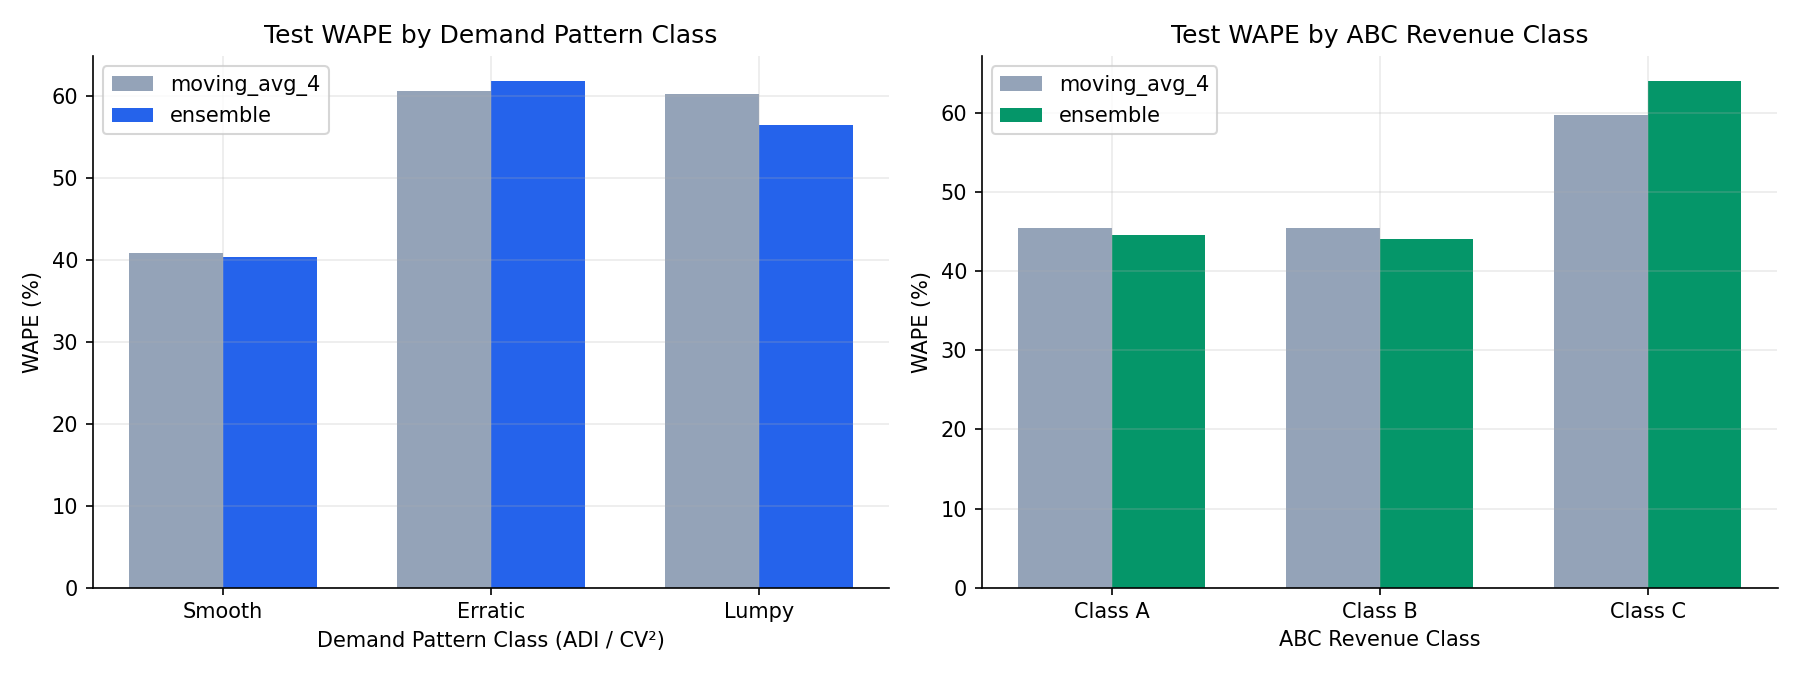 Test WAPE by Demand Pattern Class
moving_avg_4
ensemble
WAPE (%)
60
50
40
30
20
10
0
Smooth
Erratic
Lumpy
Demand Pattern Class (ADI / CV²)
Test WAPE by ABC Revenue Class
moving_avg_4
ensemble
WAPE (%)
60
50
40
30
20
10
0
Class A
Class B
Class C
ABC Revenue Class